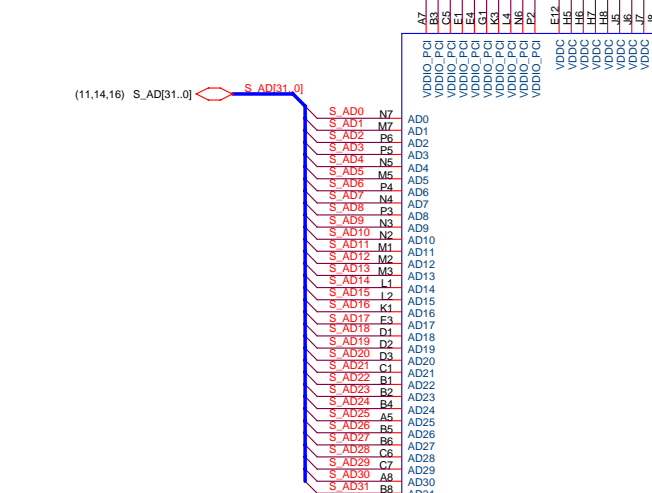 A7 B3 C5 E1 E4 G1 K3 L4 N6 P2 E12 H5 H6 H7 H8 J5 J6 J7
VDDIO_PCI VDDIO_PCI VDDIO_PCI VDDIO_PCI VDDIO_PCI VDDIO_PCI VDDIO_PCI VDDIO_PCI VDDIO_PCI VDDIO_PCI VDDC VDDC VDDC VDDC VDDC VDDC VDDC VDDC
(11,14,16) S_AD[31..0] S_AD[31..0]
S_AD0 N7 AD0
S_AD1 M7 AD1
S_AD2 P6 AD2
S_AD3 P5 AD3
S_AD4 N5 AD4
S_AD5 M5 AD5
S_AD6 P4 AD6
S_AD7 N4 AD7
S_AD8 P3 AD8
S_AD9 N3 AD9
S_AD10 N2 AD10
S_AD11 M1 AD11
S_AD12 M2 AD12
S_AD13 M3 AD13
S_AD14 L1 AD14
S_AD15 L2 AD15
S_AD16 K1 AD16
S_AD17 E3 AD17
S_AD18 D1 AD18
S_AD19 D2 AD19
S_AD20 D3 AD20
S_AD21 C1 AD21
S_AD22 B1 AD22
S_AD23 B2 AD23
S_AD24 B4 AD24
S_AD25 A5 AD25
S_AD26 B5 AD26
S_AD27 B6 AD27
S_AD28 C6 AD28
S_AD29 C7 AD29
S_AD30 A8 AD30
S_AD31 B8